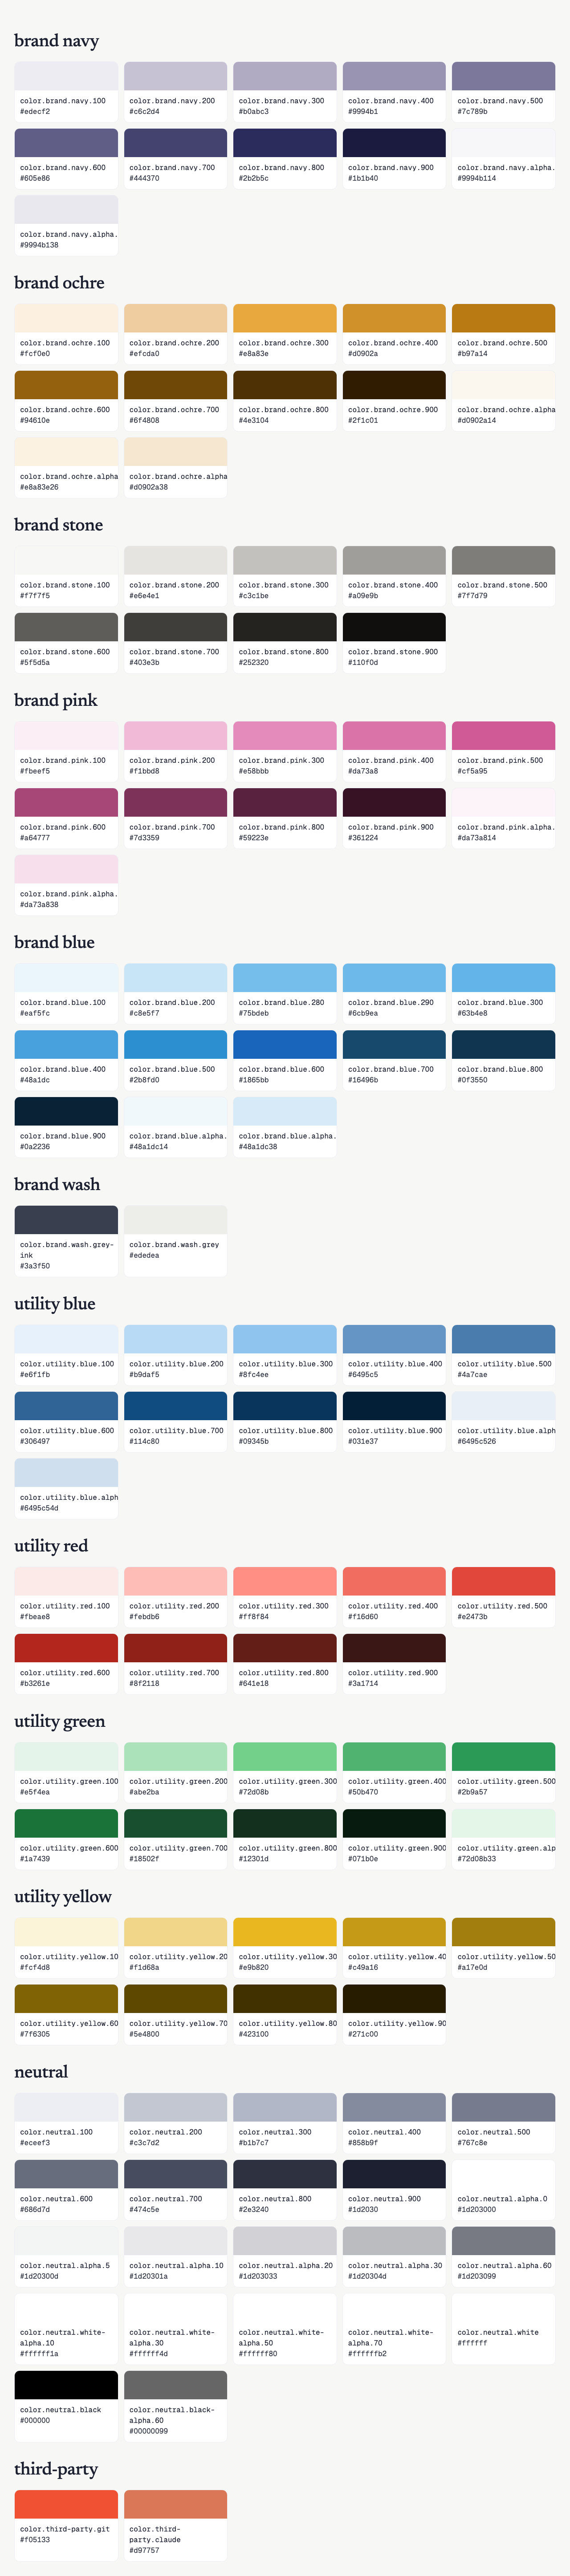 brand navy
color.brand.navy.100
#edecf2
color.brand.navy.200
#c6c2d4
color.brand.navy.300
#b0abc3
color.brand.navy.400
#9994b1
color.brand.navy.500
#7c789b
color.brand.navy.600
#605e86
color.brand.navy.700
#444370
color.brand.navy.800
#2b2b5c
color.brand.navy.900
#1b1b40
color.brand.navy.alpha.
#9994b114
color.brand.navy.alpha.
#9994b138
brand ochre
color.brand.ochre.100
#fcf0e0
color.brand.ochre.200
#efcda0
color.brand.ochre.300
#e8a83e
color.brand.ochre.400
#d0902a
color.brand.ochre.500
#b97a14
color.brand.ochre.600
#94610e
color.brand.ochre.700
#6f4808
color.brand.ochre.800
#4e3104
color.brand.ochre.900
#2f1c01
color.brand.ochre.alpha
#d0902a14
color.brand.ochre.alpha
#e8a83e26
color.brand.ochre.alpha
#d0902a38
brand stone
color.brand.stone.100
#f7f7f5
color.brand.stone.200
#e6e4e1
color.brand.stone.300
#c3c1be
color.brand.stone.400
#a09e9b
color.brand.stone.500
#7f7d79
color.brand.stone.600
#5f5d5a
color.brand.stone.700
#403e3b
color.brand.stone.800
#252320
color.brand.stone.900
#110f0d
brand pink
color.brand.pink.100
#fbeef5
color.brand.pink.200
#f1bbd8
color.brand.pink.300
#e58bbb
color.brand.pink.400
#da73a8
color.brand.pink.500
#cf5a95
color.brand.pink.600
#a64777
color.brand.pink.700
#7d3359
color.brand.pink.800
#59223e
color.brand.pink.900
#361224
color.brand.pink.alpha.
#da73a814
color.brand.pink.alpha.
#da73a838
brand blue
color.brand.blue.100
#eaf5fc
color.brand.blue.200
#c8e5f7
color.brand.blue.280
#75bdeb
color.brand.blue.290
#6cb9ea
color.brand.blue.300
#63b4e8
color.brand.blue.400
#48a1dc
color.brand.blue.500
#2b8fd0
color.brand.blue.600
#1865bb
color.brand.blue.700
#16496b
color.brand.blue.800
#0f3550
color.brand.blue.900
#0a2236
color.brand.blue.alpha.
#48a1dc14
color.brand.blue.alpha.
#48a1dc38
brand wash
color.brand.wash.grey-
ink
#3a3f50
color.brand.wash.grey
#ededea
utility blue
color.utility.blue.100
#e6f1fb
color.utility.blue.200
#b9daf5
color.utility.blue.300
#8fc4ee
color.utility.blue.400
#6495c5
color.utility.blue.500
#4a7cae
color.utility.blue.600
#306497
color.utility.blue.700
#114c80
color.utility.blue.800
#09345b
color.utility.blue.900
#031e37
color.utility.blue.alph
#6495c526
color.utility.blue.alph
#6495c54d
utility red
color.utility.red.100
#fbeae8
color.utility.red.200
#febdb6
color.utility.red.300
#ff8f84
color.utility.red.400
#f16d60
color.utility.red.500
#e2473b
color.utility.red.600
#b3261e
color.utility.red.700
#8f2118
color.utility.red.800
#641e18
color.utility.red.900
#3a1714
utility green
color.utility.green.100
#e5f4ea
color.utility.green.200
#abe2ba
color.utility.green.300
#72d08b
color.utility.green.400
#50b470
color.utility.green.500
#2b9a57
color.utility.green.600
#1a7439
color.utility.green.700
#18502f
color.utility.green.800
#12301d
color.utility.green.900
#071b0e
color.utility.green.alp
#72d08b33
utility yellow
color.utility.yellow.10
#fcf4d8
color.utility.yellow.20
#f1d68a
color.utility.yellow.30
#e9b820
color.utility.yellow.40
#c49a16
color.utility.yellow.50
#a17e0d
color.utility.yellow.60
#7f6305
color.utility.yellow.70
#5e4800
color.utility.yellow.80
#423100
color.utility.yellow.90
#271c00
neutral
color.neutral.100
#eceef3
color.neutral.200
#c3c7d2
color.neutral.300
#b1b7c7
color.neutral.400
#858b9f
color.neutral.500
#767c8e
color.neutral.600
#686d7d
color.neutral.700
#474c5e
color.neutral.800
#2e3240
color.neutral.900
#1d2030
color.neutral.alpha.0
#1d203000
color.neutral.alpha.5
#1d20300d
color.neutral.alpha.10
#1d20301a
color.neutral.alpha.20
#1d203033
color.neutral.alpha.30
#1d20304d
color.neutral.alpha.60
#1d203099
color.neutral.white-
alpha.10
#ffffff1a
color.neutral.white-
alpha.30
#ffffff4d
color.neutral.white-
alpha.50
#ffffff80
color.neutral.white-
alpha.70
#ffffffb2
color.neutral.white
#ffffff
color.neutral.black
#000000
color.neutral.black-
alpha.60
#00000099
third-party
color.third-party.git
#f05133
color.third-
party.claude
#d97757